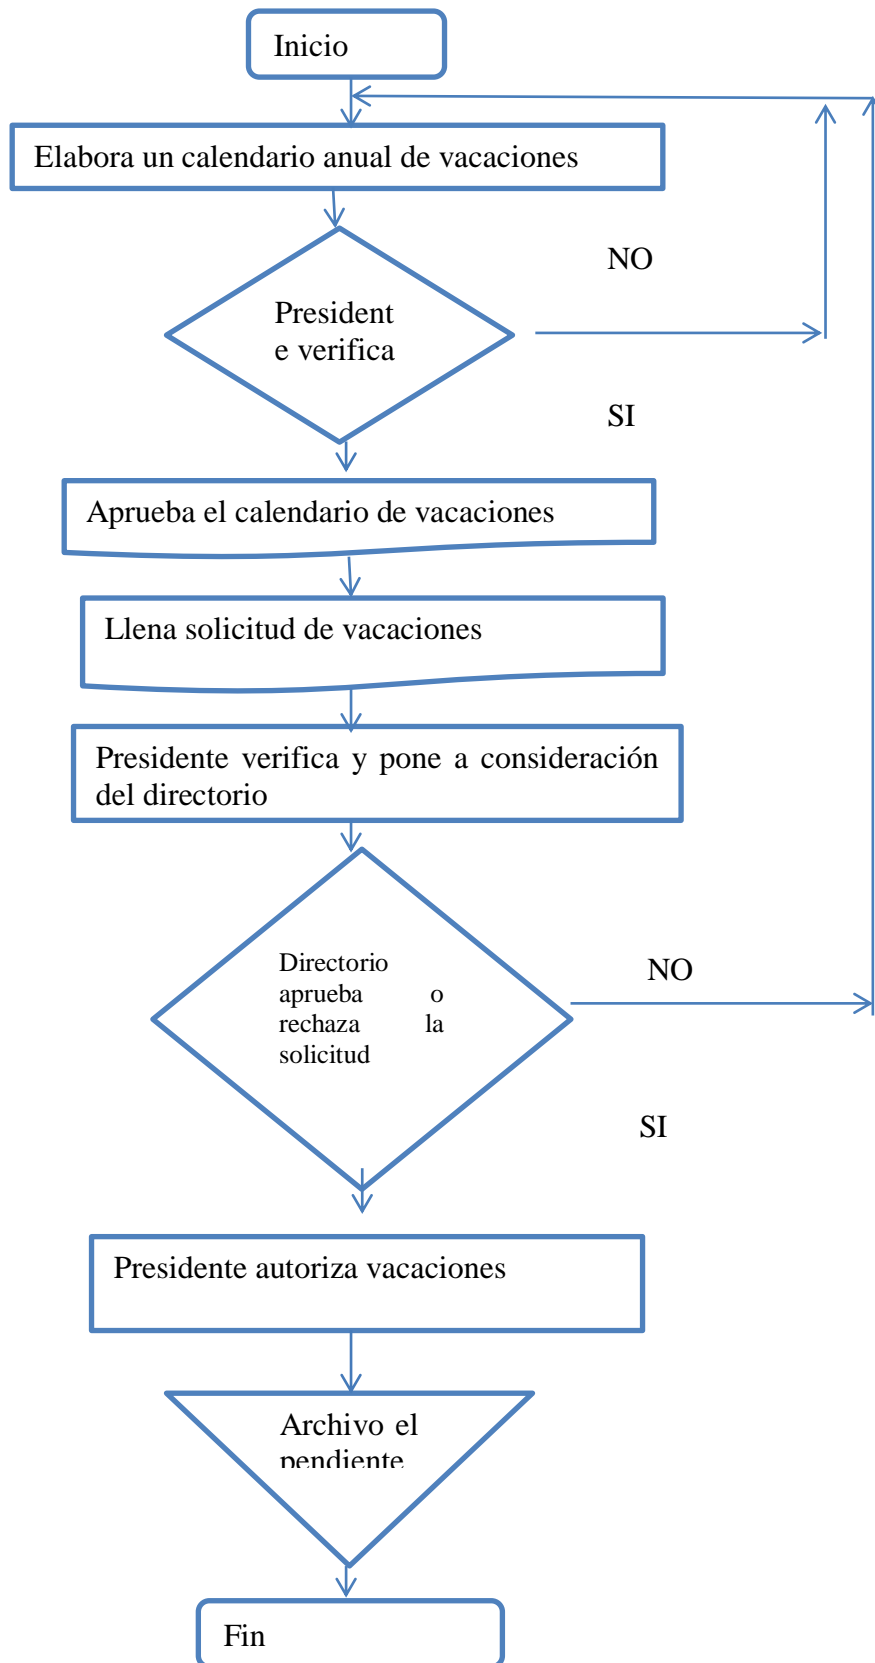 Inicio
Elabora un calendario anual de vacaciones
NO
President
e verifica
SI
Aprueba el calendario de vacaciones
Llena solicitud de vacaciones
Presidente verifica y pone a consideración
del directorio
Directorio
aprueba o
rechaza la
solicitud
NO
SI
Presidente autoriza vacaciones
Archivo el
pendiente
Fin